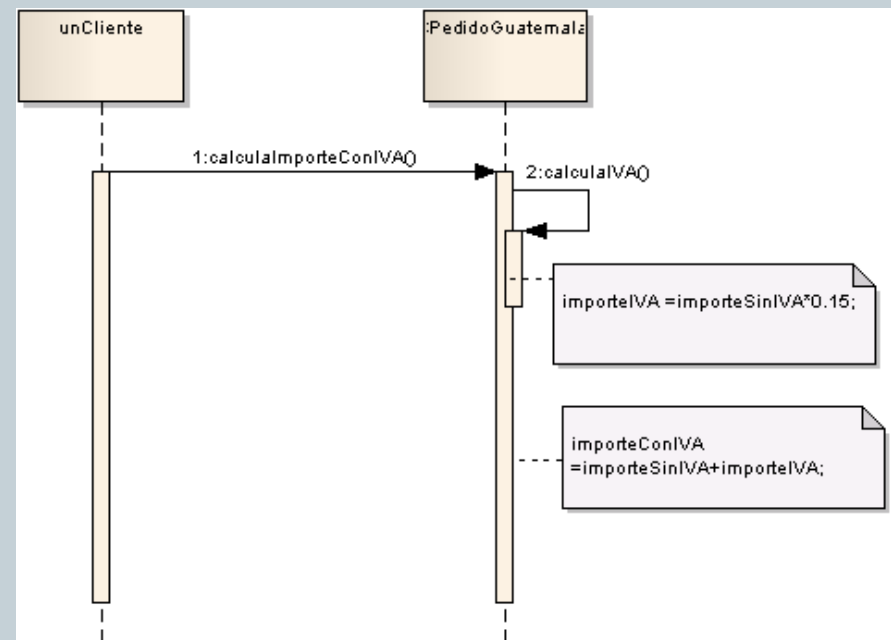 unCliente
:PedidoGuatemala
1:calculaImporteConIVA()
2:calculaIVA()
importeIVA =importeSinIVA*0.15;
importeConIVA
=importeSinIVA+importeIVA;